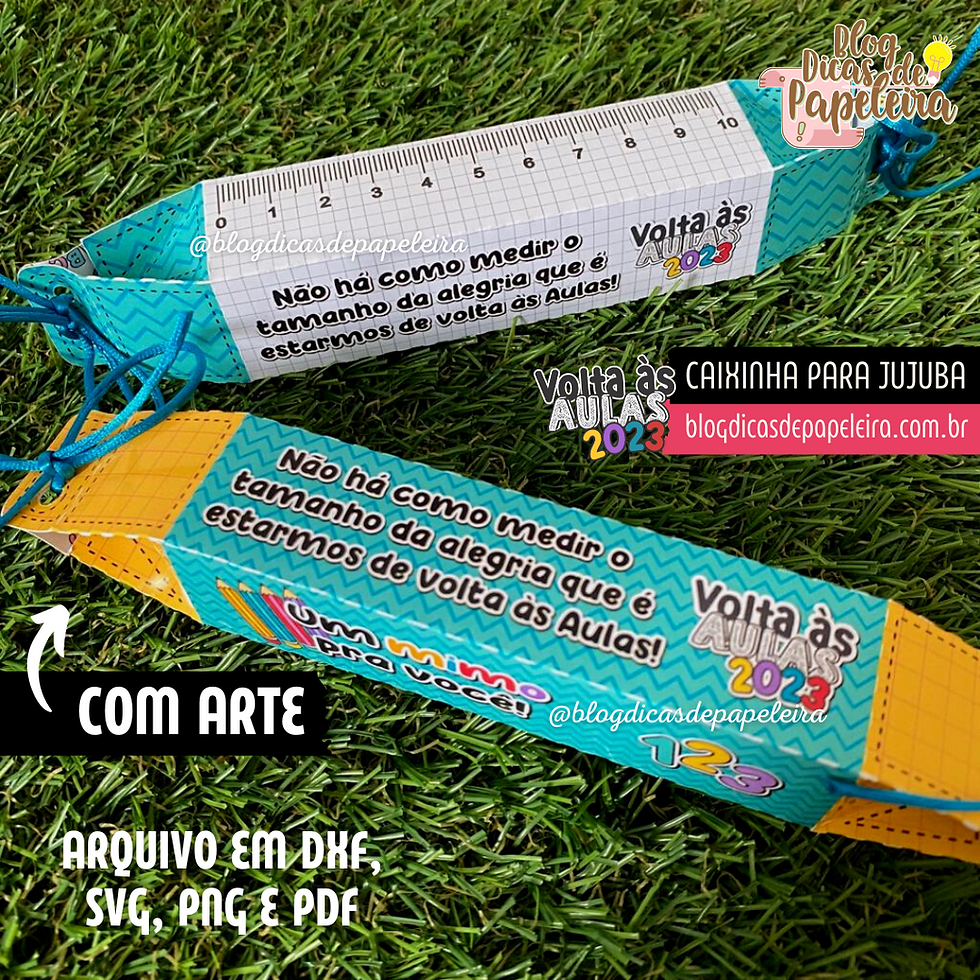 Blog
Dicas de
Papeleira
0 1 2 3 4 5 6 7 8 9 10
@blogdicasdepapeleira
Não há como medir o
tamanho da alegria que é
estarmos de volta às Aulas!
Volta às
AULAS
2023
Volta às
AULAS
2023
CAIXINHA PARA JUJUBA
blogdicasdepapeleira.com.br
Não há como medir o
tamanho da alegria que é
estarmos de volta às Aulas!
Volta às
AULAS
2023
Um mimo
pra você!
@blogdicasdepapeleira
123
COM ARTE
ARQUIVO EM DXF,
SVG, PNG E PDF